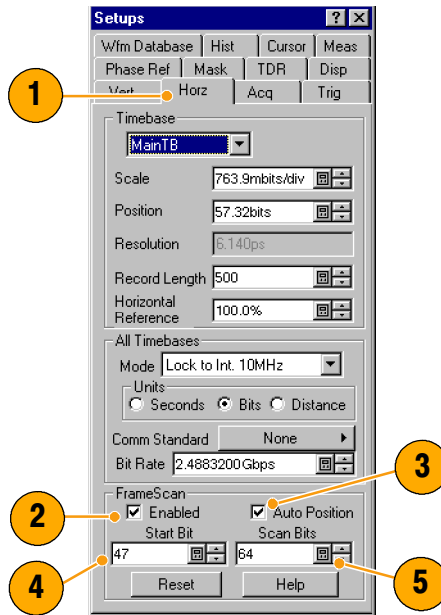 Setups
Wfm Database Hist Cursor Meas
Phase Ref Mask TDR Disp
1 Vert Horz Acq Trig
Timebase
MainTB
Scale 763.9mbits/div
Position 57.32bits
Resolution 6.140ps
Record Length 500
Horizontal
Reference 100.0%
All Timebases
Mode Lock to Int. 10MHz
Units
Seconds Bits Distance
Comm Standard None
Bit Rate 2.4883200Gbps
3
FrameScan
2 Enabled Auto Position
Start Bit Scan Bits
4 47 64 5
Reset Help